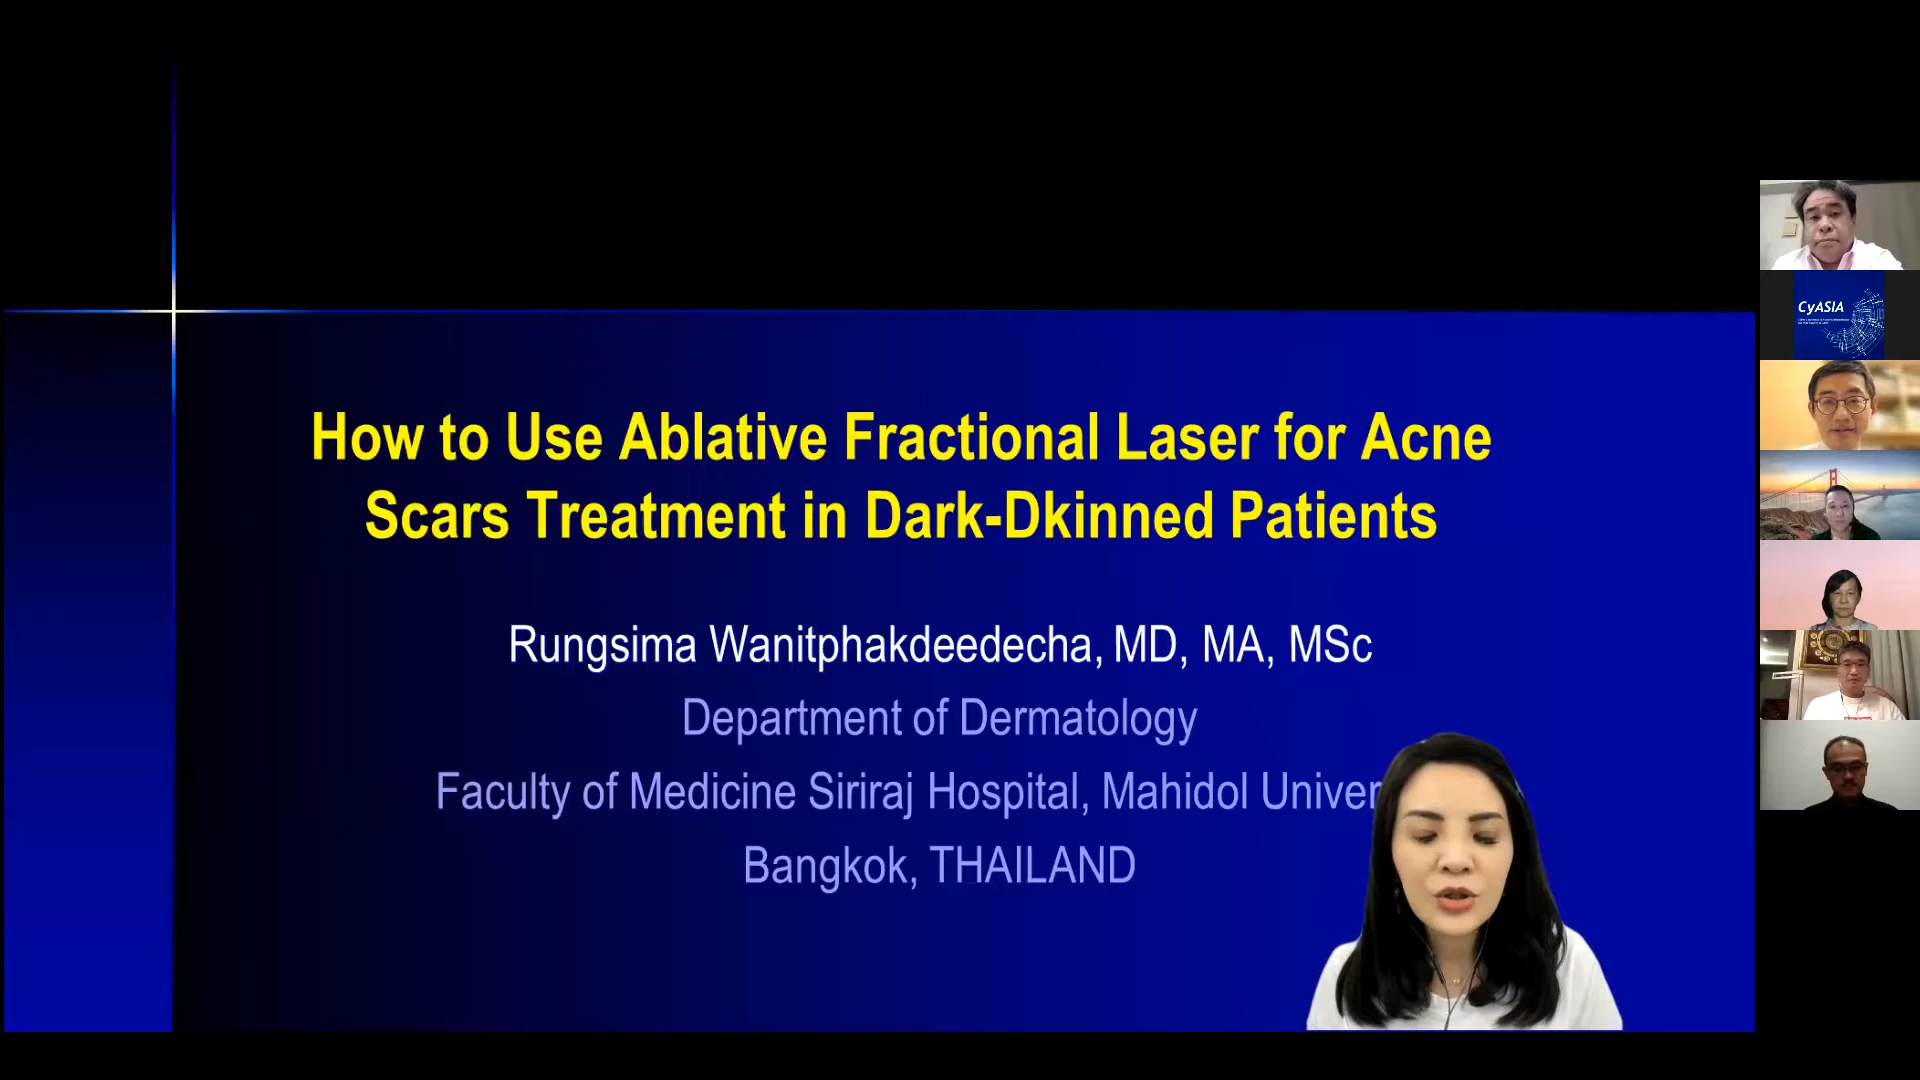 How to Use Ablative Fractional Laser for Acne
Scars Treatment in Dark-Dkinned Patients
Rungsima Wanitphakdeedecha, MD, MA, MSc
Department of Dermatology
Faculty of Medicine Siriraj Hospital, Mahidol Univer
Bangkok, THAILAND
CyASIA